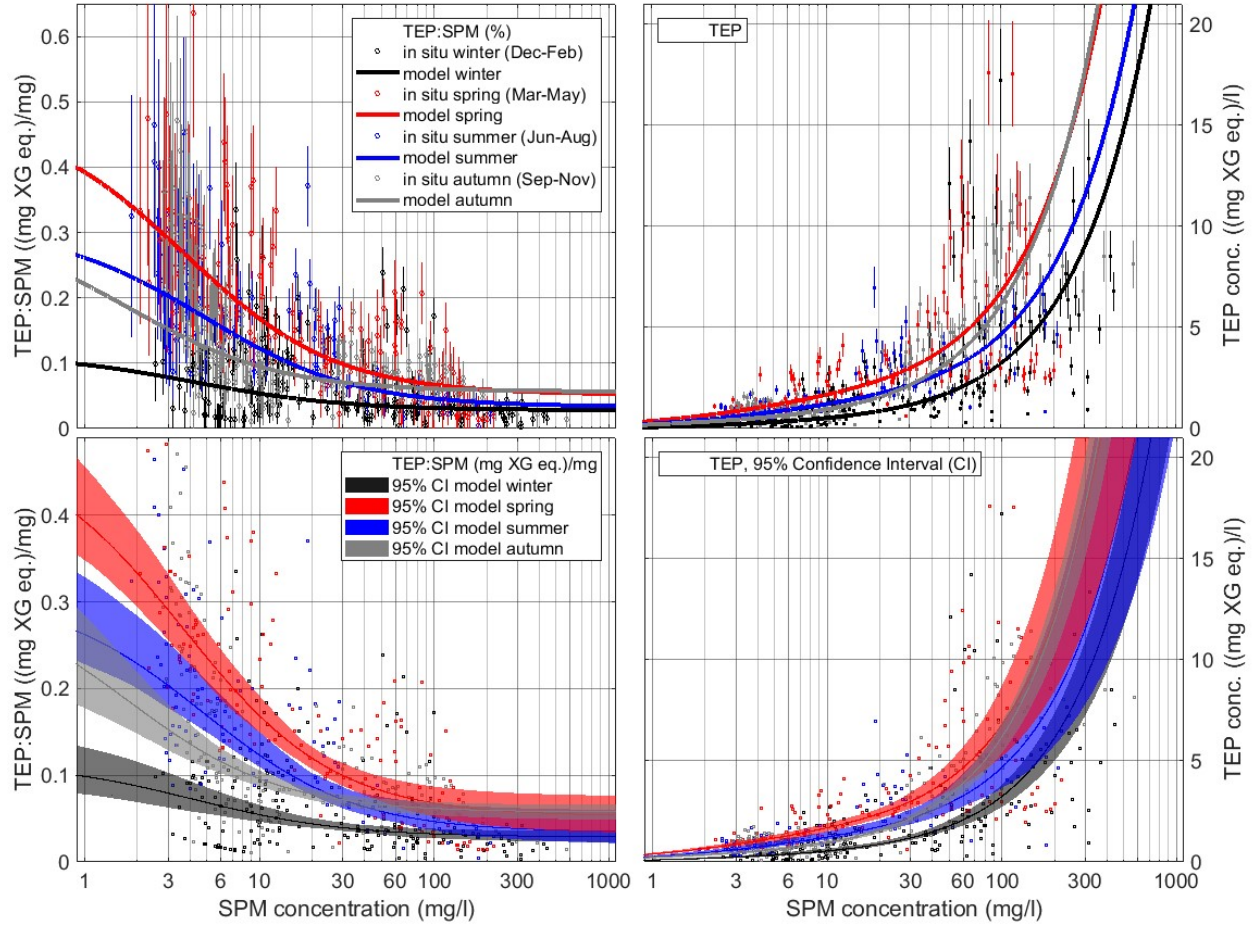 TEP:SPM ((mg XG eq.)/mg)
0.6
0.5
0.4
0.3
0.2
0.1
0
TEP:SPM (%)
in situ winter (Dec-Feb)
model winter
in situ spring (Mar-May)
model spring
in situ summer (Jun-Aug)
model summer
in situ autumn (Sep-Nov)
model autumn
TEP
20
15
10
5
0
TEP conc. ((mg XG eq.)/l)
TEP:SPM ((mg XG eq.)/mg)
0.4
0.3
0.2
0.1
0
TEP:SPM (mg XG eq.)/mg
95% CI model winter
95% CI model spring
95% CI model summer
95% CI model autumn
1 3 6 10 30 60 100 300 1000
SPM concentration (mg/l)
TEP, 95% Confidence Interval (CI)
20
15
10
5
0
TEP conc. ((mg XG eq.)/l)
1 3 6 10 30 60 100 300 1000
SPM concentration (mg/l)